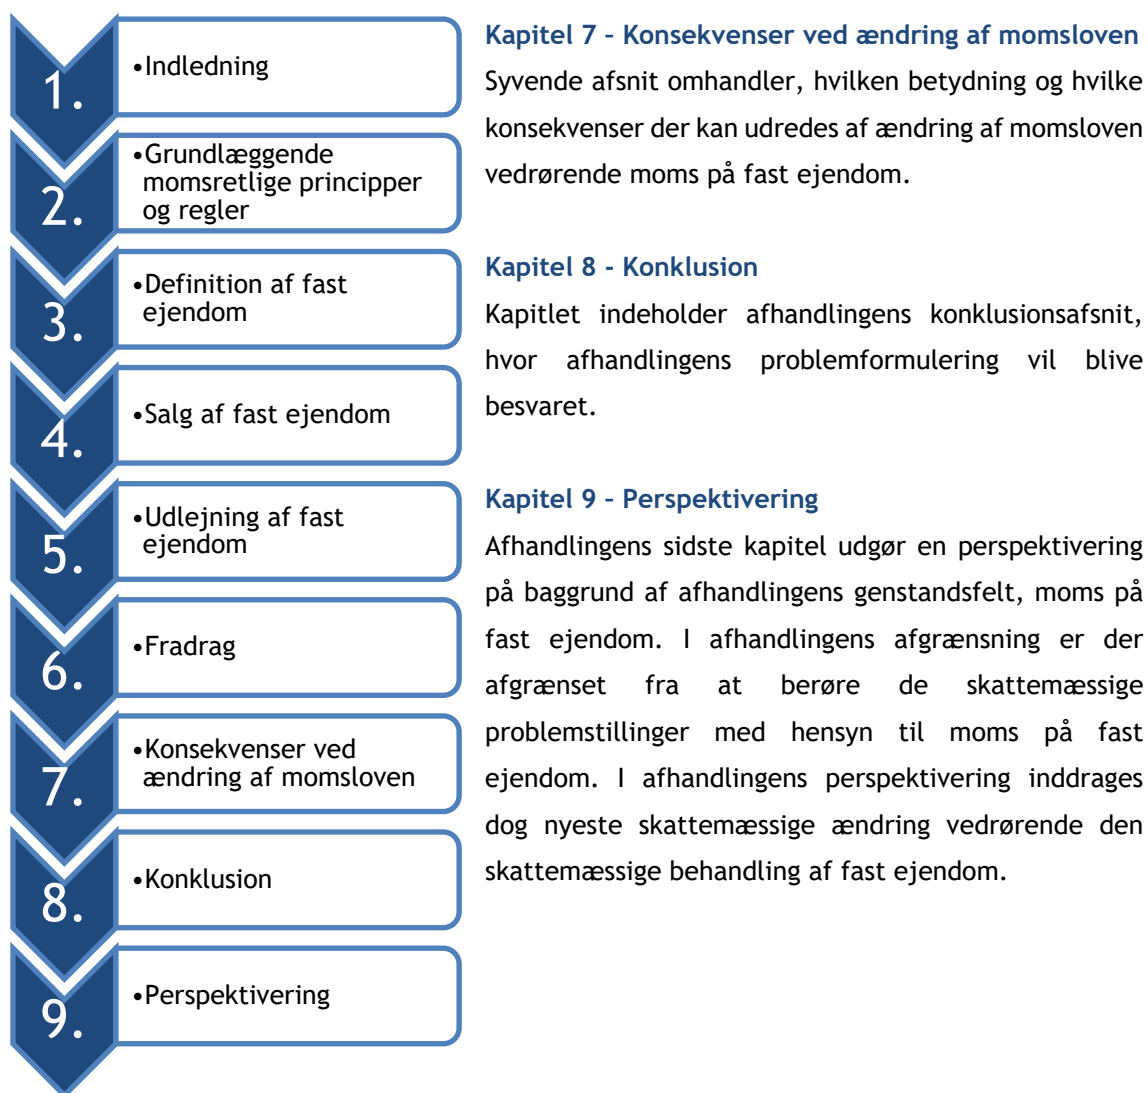 1.
•Indledning
2.
•Grundlæggende
momsretlige principper
og regler
3.
•Definition af fast
ejendom
4.
•Salg af fast ejendom
5.
•Udlejning af fast
ejendom
6.
•Fradrag
7.
•Konsekvenser ved
ændring af momsloven
8.
•Konklusion
9.
•Perspektivering
Kapitel 7 – Konsekvenser ved ændring af momsloven
Syvende afsnit omhandler, hvilken betydning og hvilke
konsekvenser der kan udredes af ændring af momsloven
vedrørende moms på fast ejendom.
Kapitel 8 - Konklusion
Kapitlet indeholder afhandlingens konklusionsafsnit,
hvor afhandlingens problemformulering vil blive
besvaret.
Kapitel 9 – Perspektivering
Afhandlingens sidste kapitel udgør en perspektivering
på baggrund af afhandlingens genstandsfelt, moms på
fast ejendom. I afhandlingens afgrænsning er der
afgrænset fra at berøre de skattemæssige
problemstillinger med hensyn til moms på fast
ejendom. I afhandlingens perspektivering inddrages
dog nyeste skattemæssige ændring vedrørende den
skattemæssige behandling af fast ejendom.